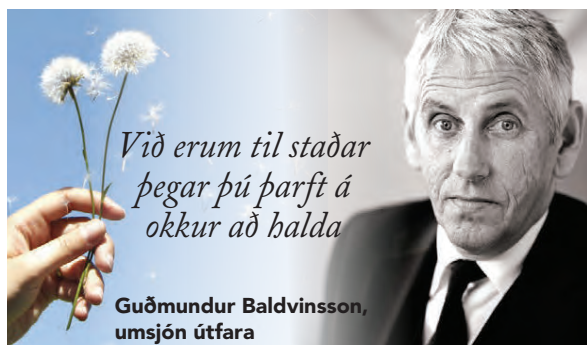 Við erum til staðar
þegar þú þarft á
okkur að halda
Guðmundur Baldvinsson,
umsjón útfara